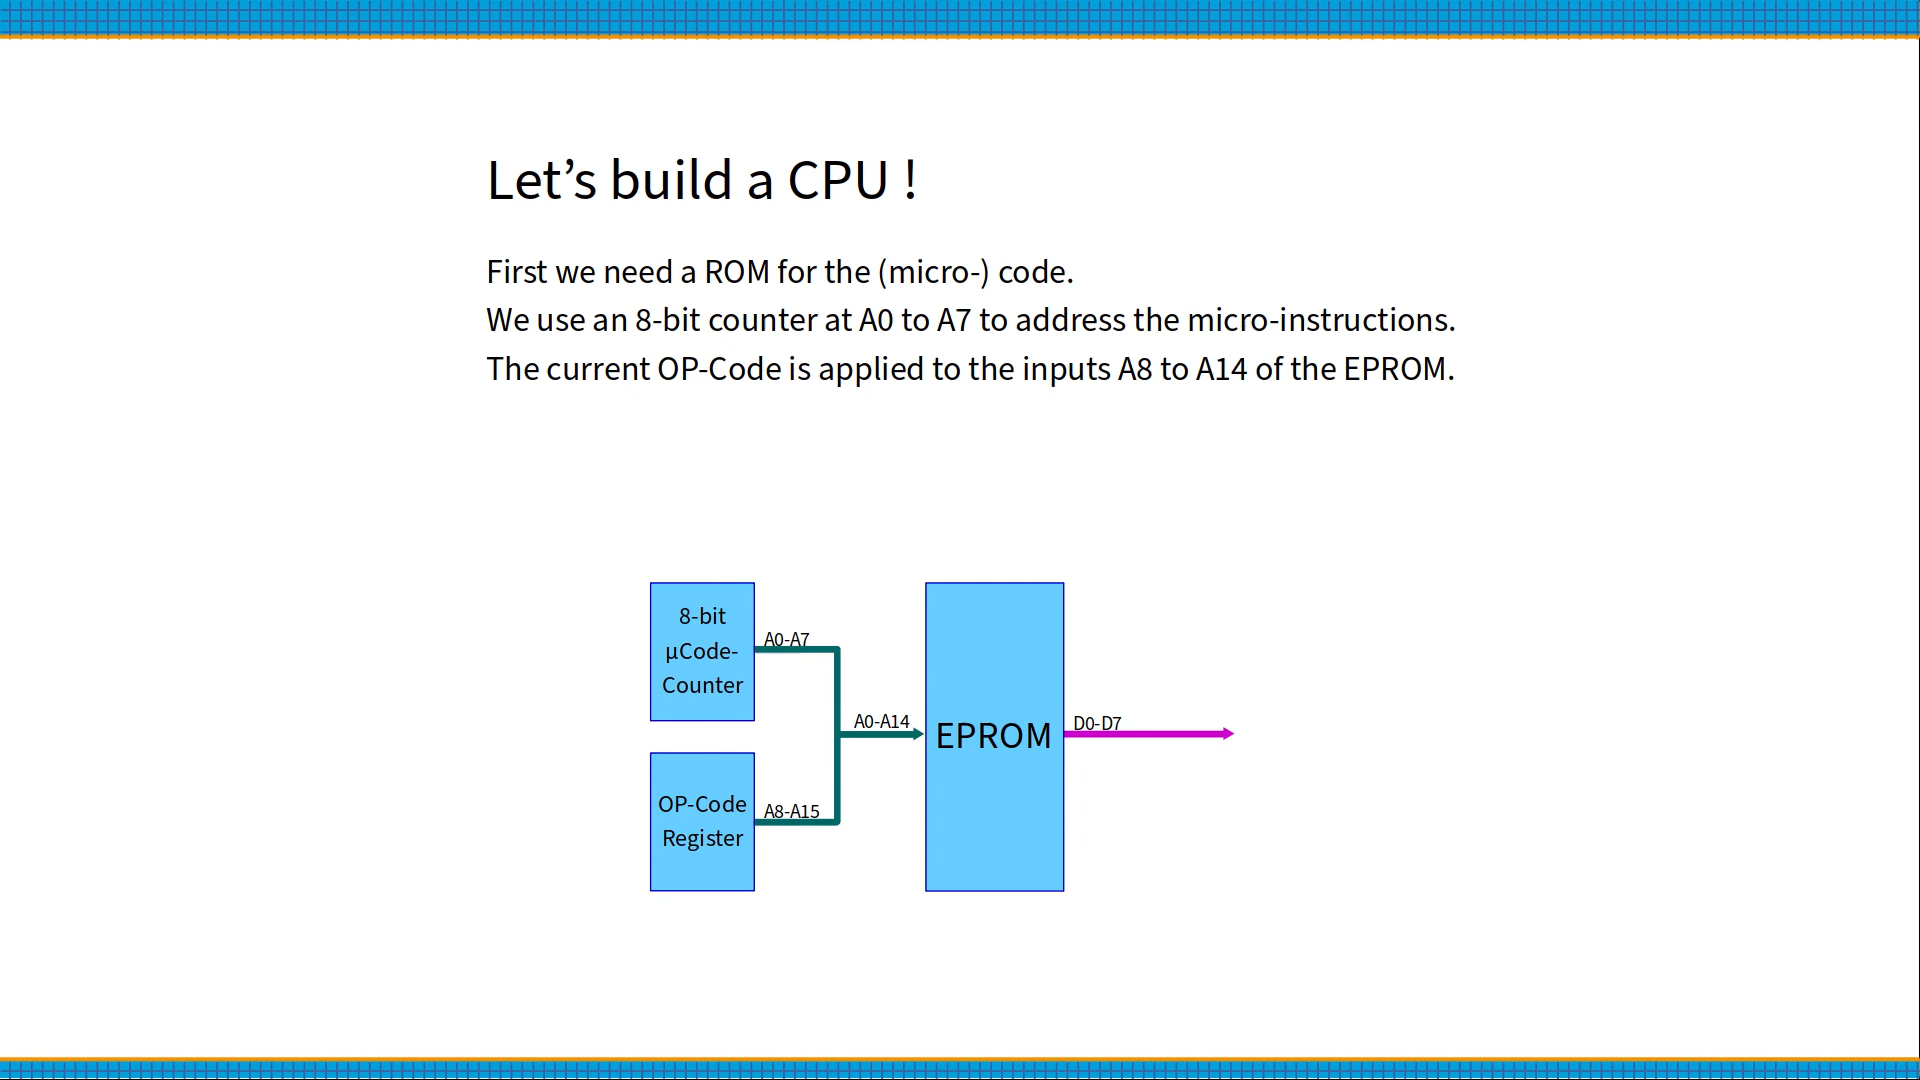 Let’s build a CPU !
First we need a ROM for the (micro-) code.
We use an 8-bit counter at A0 to A7 to address the micro-instructions.
The current OP-Code is applied to the inputs A8 to A14 of the EPROM.
8-bit
µCode-
Counter
A0-A7
A0-A14
EPROM
D0-D7
OP-Code
Register
A8-A15